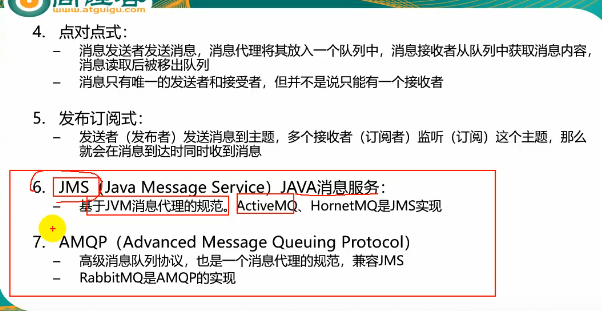 www.atguigu.com
4. 点对点式：
– 消息发送者发送消息，消息代理将其放入一个队列中，消息接收者从队列中获取消息内容，
消息读取后被移出队列
– 消息只有唯一的发送者和接受者，但并不是说只能有一个接收者
5. 发布订阅式：
– 发送者（发布者）发送消息到主题，多个接收者（订阅者）监听（订阅）这个主题，那么
就会在消息到达时同时收到消息
6. JMS（Java Message Service）JAVA消息服务：
– 基于JVM消息代理的规范。ActiveMQ、HornetMQ是JMS实现
7. AMQP（Advanced Message Queuing Protocol）
– 高级消息队列协议，也是一个消息代理的规范，兼容JMS
– RabbitMQ是AMQP的实现